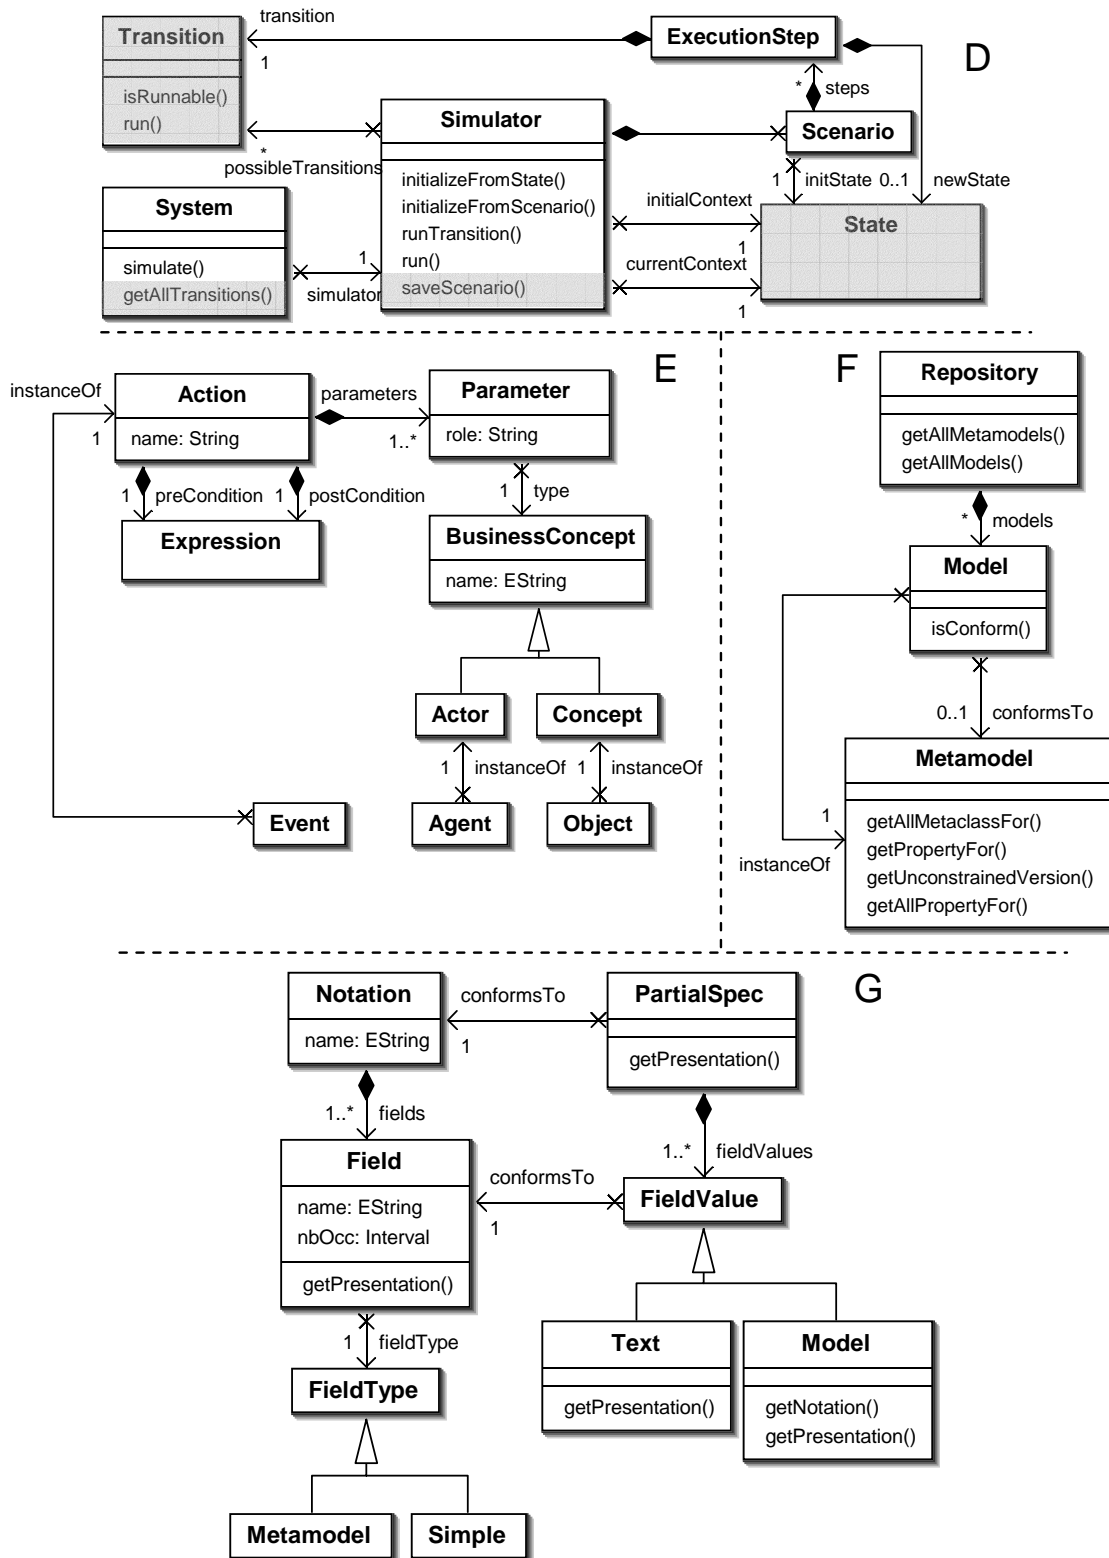 transition
Transition
ExecutionStep
D
1
isRunnable()
run()
* steps
Simulator
Scenario
*
possibleTransitions
initializeFromState()
initializeFromScenario()
runTransition()
run()
saveScenario()
1 initState
0..1 newState
System
simulate()
getAllTransitions()
1
simulator
initialContext
1
State
currentContext
1
E
instanceOf
1
Action
name: String
parameters
1..*
Parameter
role: String
1 preCondition
1 postCondition
1 type
Expression
BusinessConcept
name: EString
Actor
Concept
1 instanceOf
1 instanceOf
Event
Agent
Object
F
Repository
getAllMetamodels()
getAllModels()
* models
Model
isConform()
0..1 conformsTo
Metamodel
1
instanceOf
getAllMetaclassFor()
getPropertyFor()
getUnconstrainedVersion()
getAllPropertyFor()
G
Notation
name: EString
conformsTo
1
PartialSpec
getPresentation()
1..* fields
1..* fieldValues
Field
name: EString
nbOcc: Interval
getPresentation()
conformsTo
1
FieldValue
1 fieldType
FieldType
Text
getPresentation()
Model
getNotation()
getPresentation()
Metamodel
Simple